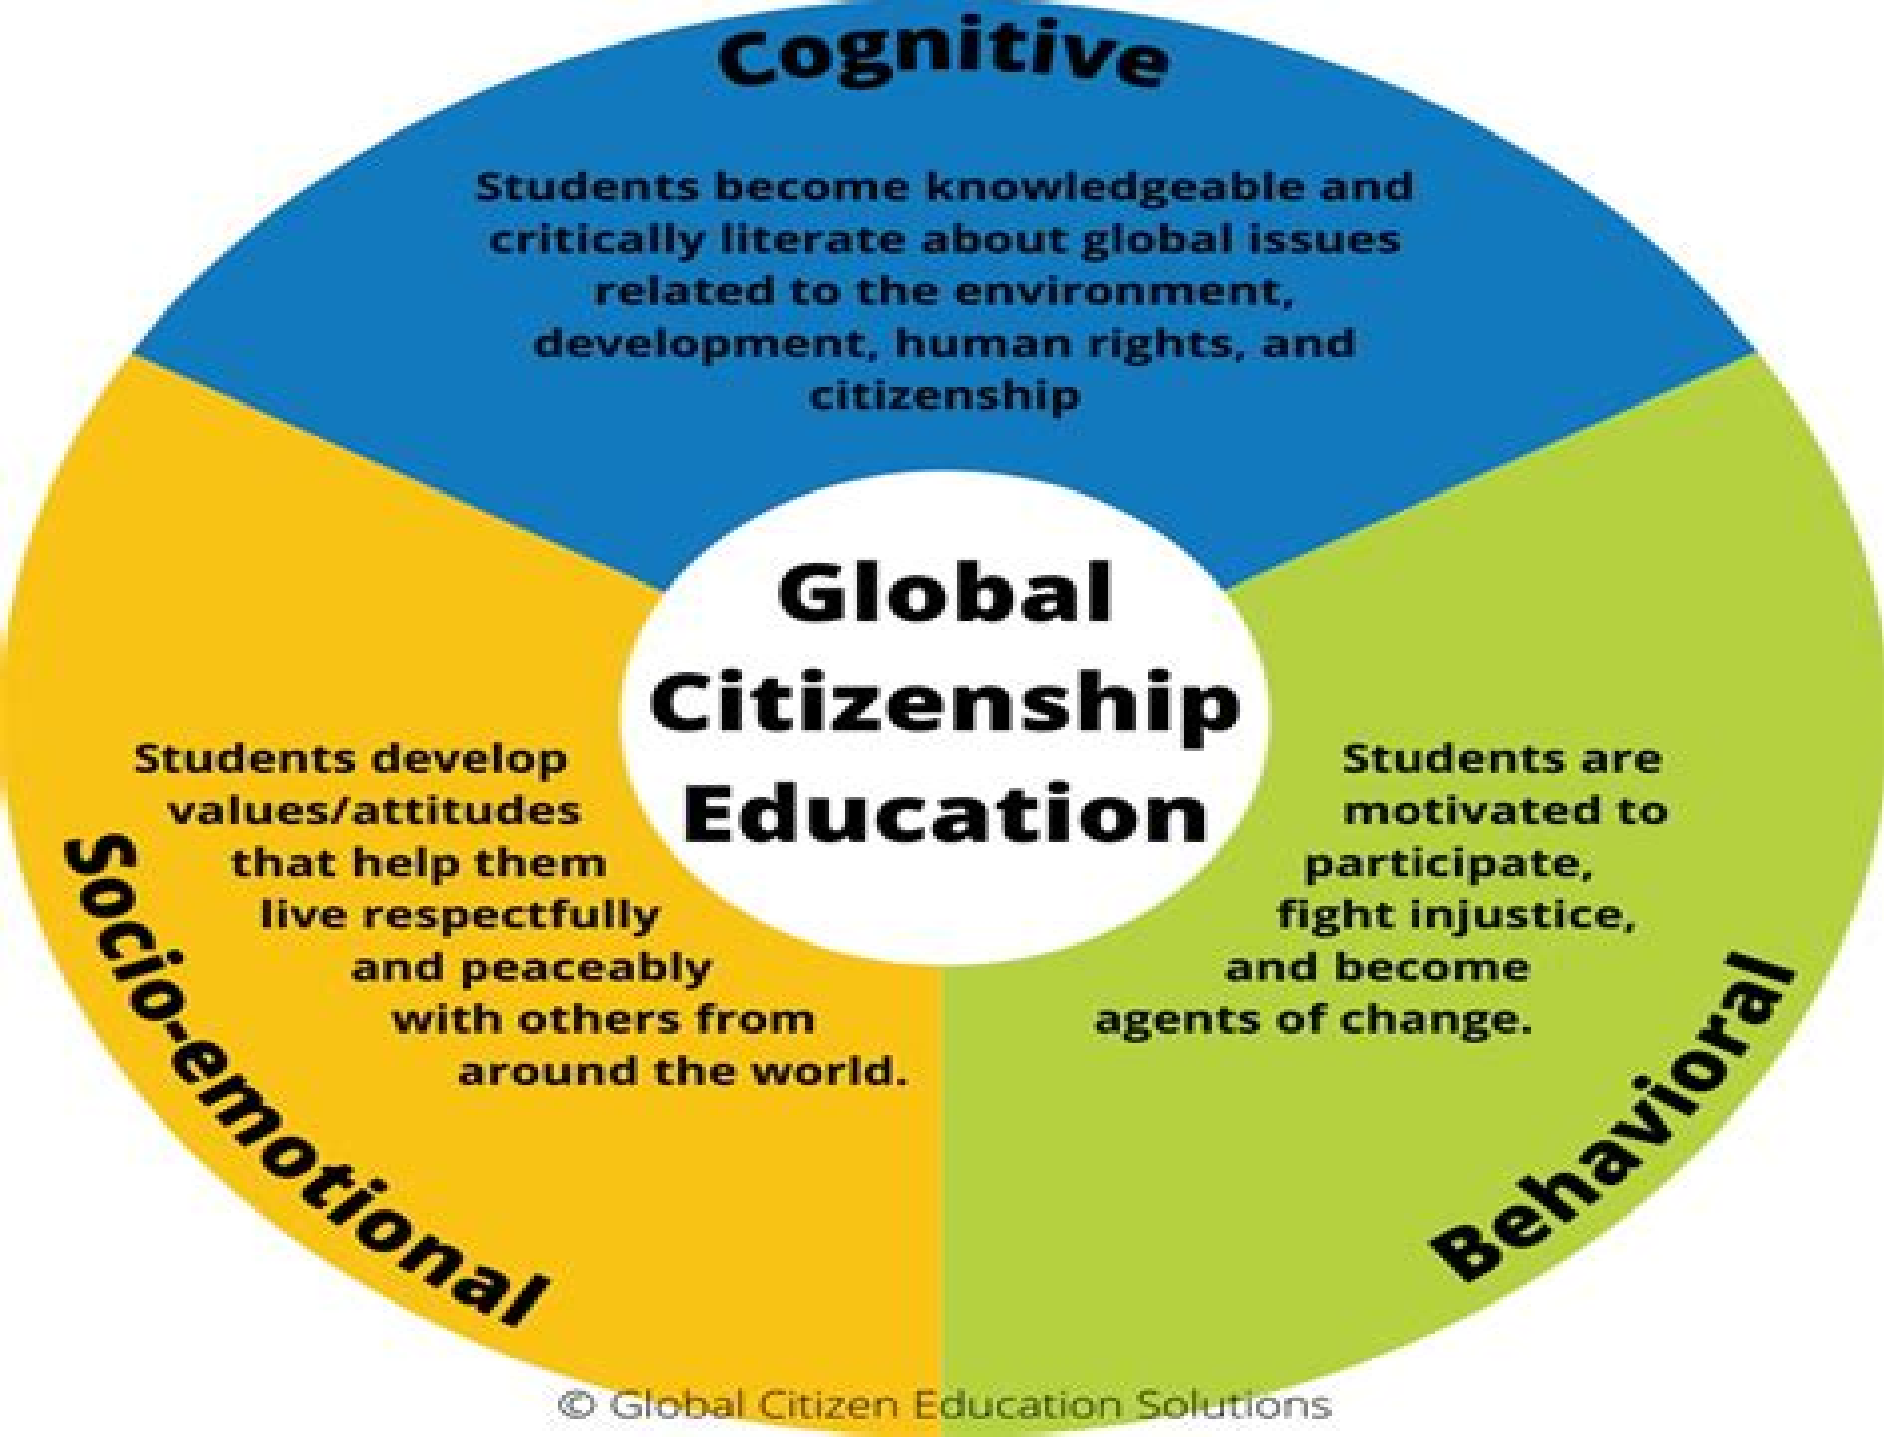 Cognitive
Students become knowledgeable and
critically literate about global issues
related to the environment,
development, human rights, and
citizenship
Global
Citizenship
Education
Socio-emotional
Students develop
values/attitudes
that help them
live respectfully
and peaceably
with others from
around the world.
Behavioral
Students are
motivated to
participate,
fight injustice,
and become
agents of change.
© Global Citizen Education Solutions